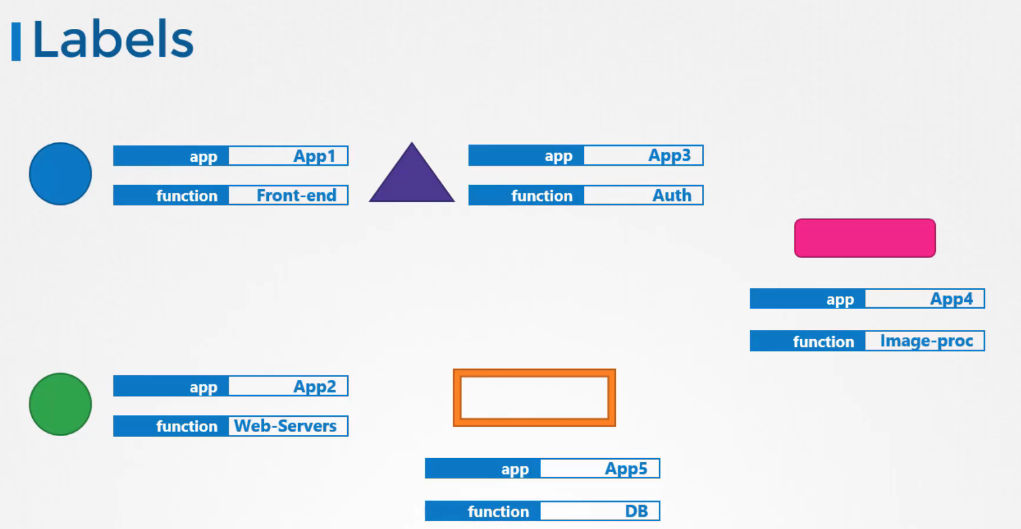 Labels
app App1
function Front-end
app App3
function Auth
app App4
function Image-proc
app App2
function Web-Servers
app App5
function DB